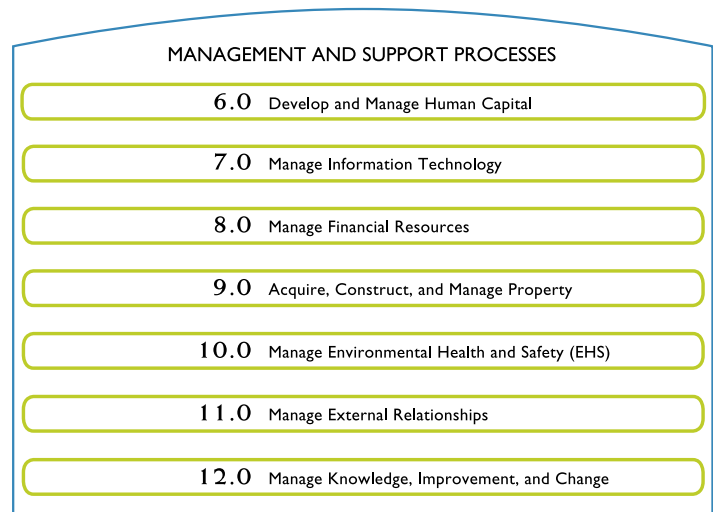 MANAGEMENT AND SUPPORT PROCESSES
6.0 Develop and Manage Human Capital
7.0 Manage Information Technology
8.0 Manage Financial Resources
9.0 Acquire, Construct, and Manage Property
10.0 Manage Environmental Health and Safety (EHS)
11.0 Manage External Relationships
12.0 Manage Knowledge, Improvement, and Change